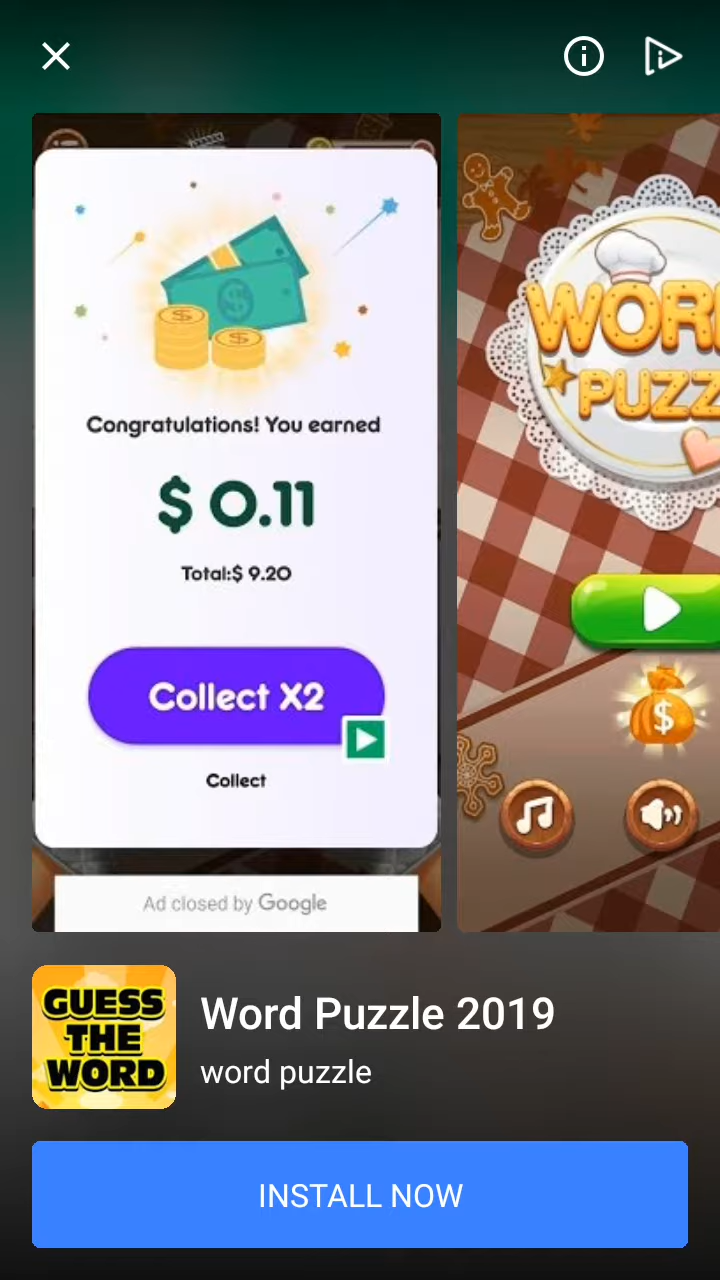 Congratulations! You earned
$ 0.11
Total:$ 9.20
Collect X2
Collect
Ad closed by Google
WOR
PUZZ
GUESS
THE
WORD
Word Puzzle 2019
word puzzle
INSTALL NOW